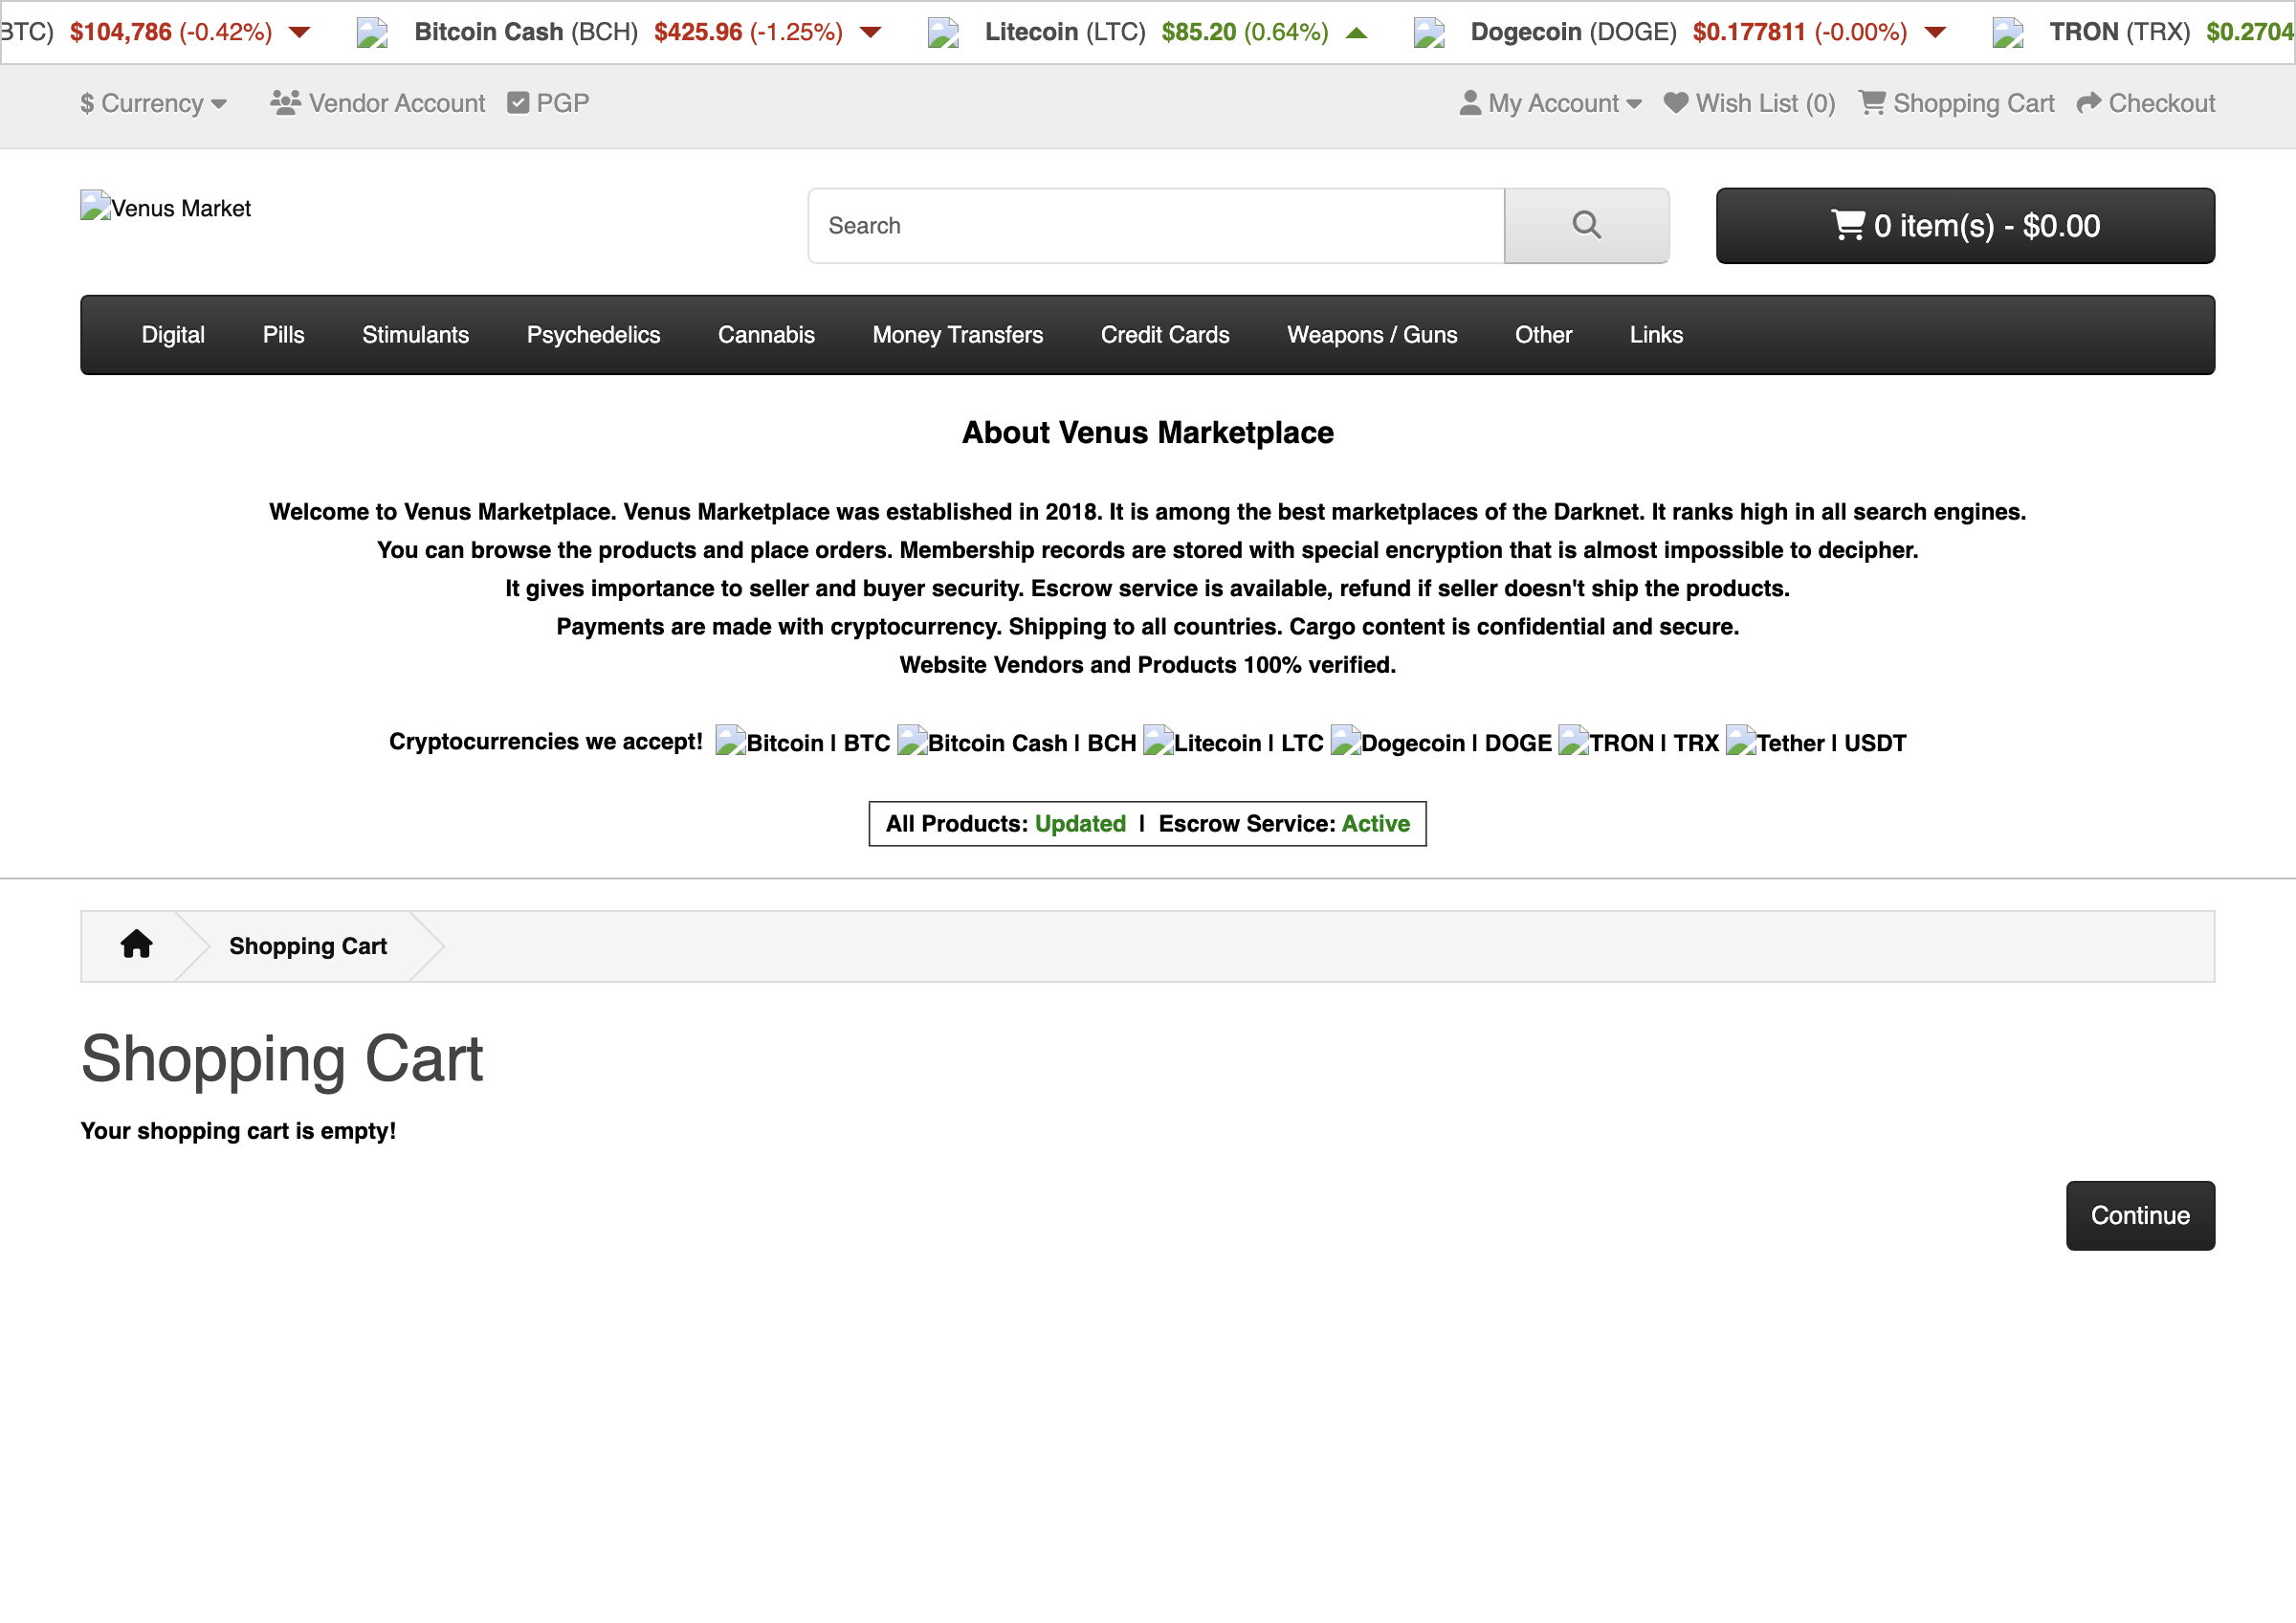 BTC) $104,786 (-0.42%) Bitcoin Cash (BCH) $425.96 (-1.25%) Litecoin (LTC) $85.20 (0.64%) Dogecoin (DOGE) $0.177811 (-0.00%) TRON (TRX) $0.2704
$ Currency Vendor Account PGP My Account Wish List (0) Shopping Cart Checkout
Venus Market Search 0 item(s) - $0.00
Digital Pills Stimulants Psychedelics Cannabis Money Transfers Credit Cards Weapons / Guns Other Links
About Venus Marketplace
Welcome to Venus Marketplace. Venus Marketplace was established in 2018. It is among the best marketplaces of the Darknet. It ranks high in all search engines.
You can browse the products and place orders. Membership records are stored with special encryption that is almost impossible to decipher.
It gives importance to seller and buyer security. Escrow service is available, refund if seller doesn't ship the products.
Payments are made with cryptocurrency. Shipping to all countries. Cargo content is confidential and secure.
Website Vendors and Products 100% verified.
Cryptocurrencies we accept! Bitcoin | BTC Bitcoin Cash | BCH Litecoin | LTC Dogecoin | DOGE TRON | TRX Tether | USDT
All Products: Updated | Escrow Service: Active
Shopping Cart
Shopping Cart
Your shopping cart is empty!
Continue